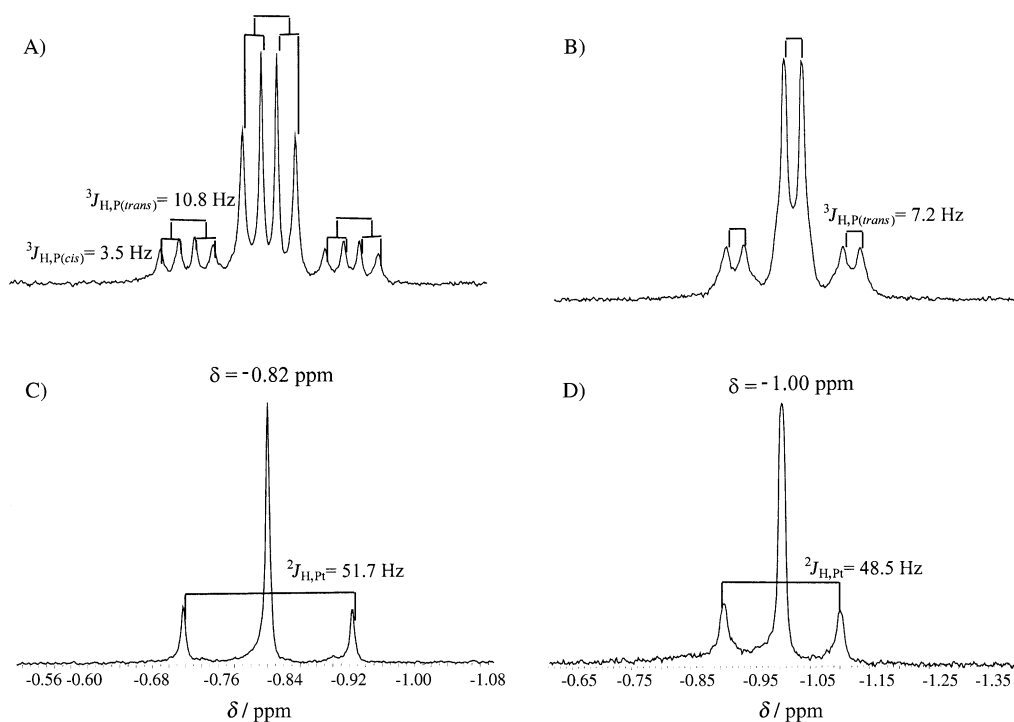 A)
B)
³J_H,P(trans)= 10.8 Hz
³J_H,P(cis)= 3.5 Hz
³J_H,P(trans)= 7.2 Hz
C)
δ = -0.82 ppm
D)
δ = -1.00 ppm
²J_H,Pt= 51.7 Hz
²J_H,Pt= 48.5 Hz
-0.56 -0.60 -0.68 -0.76 -0.84 -0.92 -1.00 -1.08
-0.65 -0.75 -0.85 -0.95 -1.05 -1.15 -1.25 -1.35
δ / ppm
δ / ppm